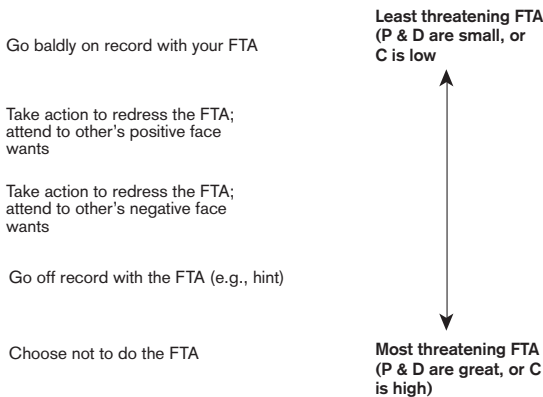 Least threatening FTA
(P & D are small, or
C is low
Go baldly on record with your FTA
Take action to redress the FTA;
attend to other's positive face
wants
Take action to redress the FTA;
attend to other's negative face
wants
Go off record with the FTA (e.g., hint)
Choose not to do the FTA
Most threatening FTA
(P & D are great, or C
is high)